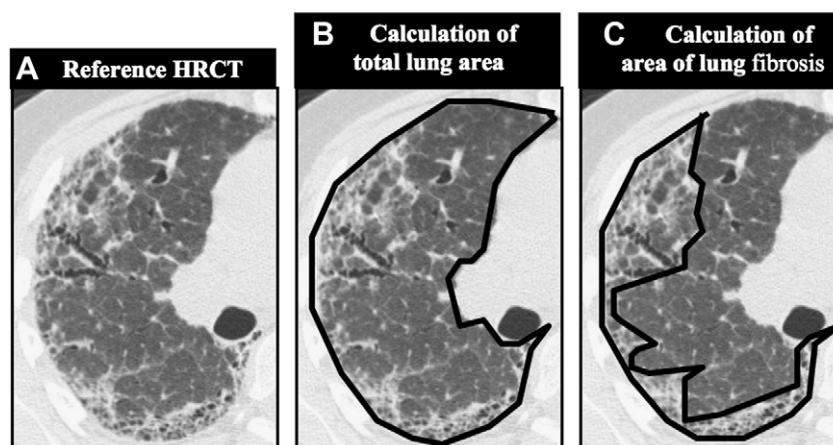 A Reference HRCT
B Calculation of
total lung area
C Calculation of
area of lung fibrosis